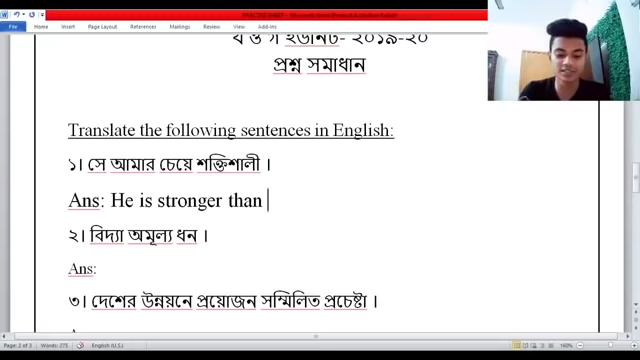 File Home Insert Page Layout References Mailings Review View Add-Ins
খ ও গ ইউনিট- ২০১৯-২০
প্রশ্ন সমাধান
Translate the following sentences in English:
১। সে আমার চেয়ে শক্তিশালী ।
Ans: He is stronger than
২। বিদ্যা অমূল্য ধন ।
Ans:
৩। দেশের উন্নয়নে প্রয়োজন সম্মিলিত প্রচেষ্টা ।
Page: 2 of 3 Words: 275 English (U.S.) 160%